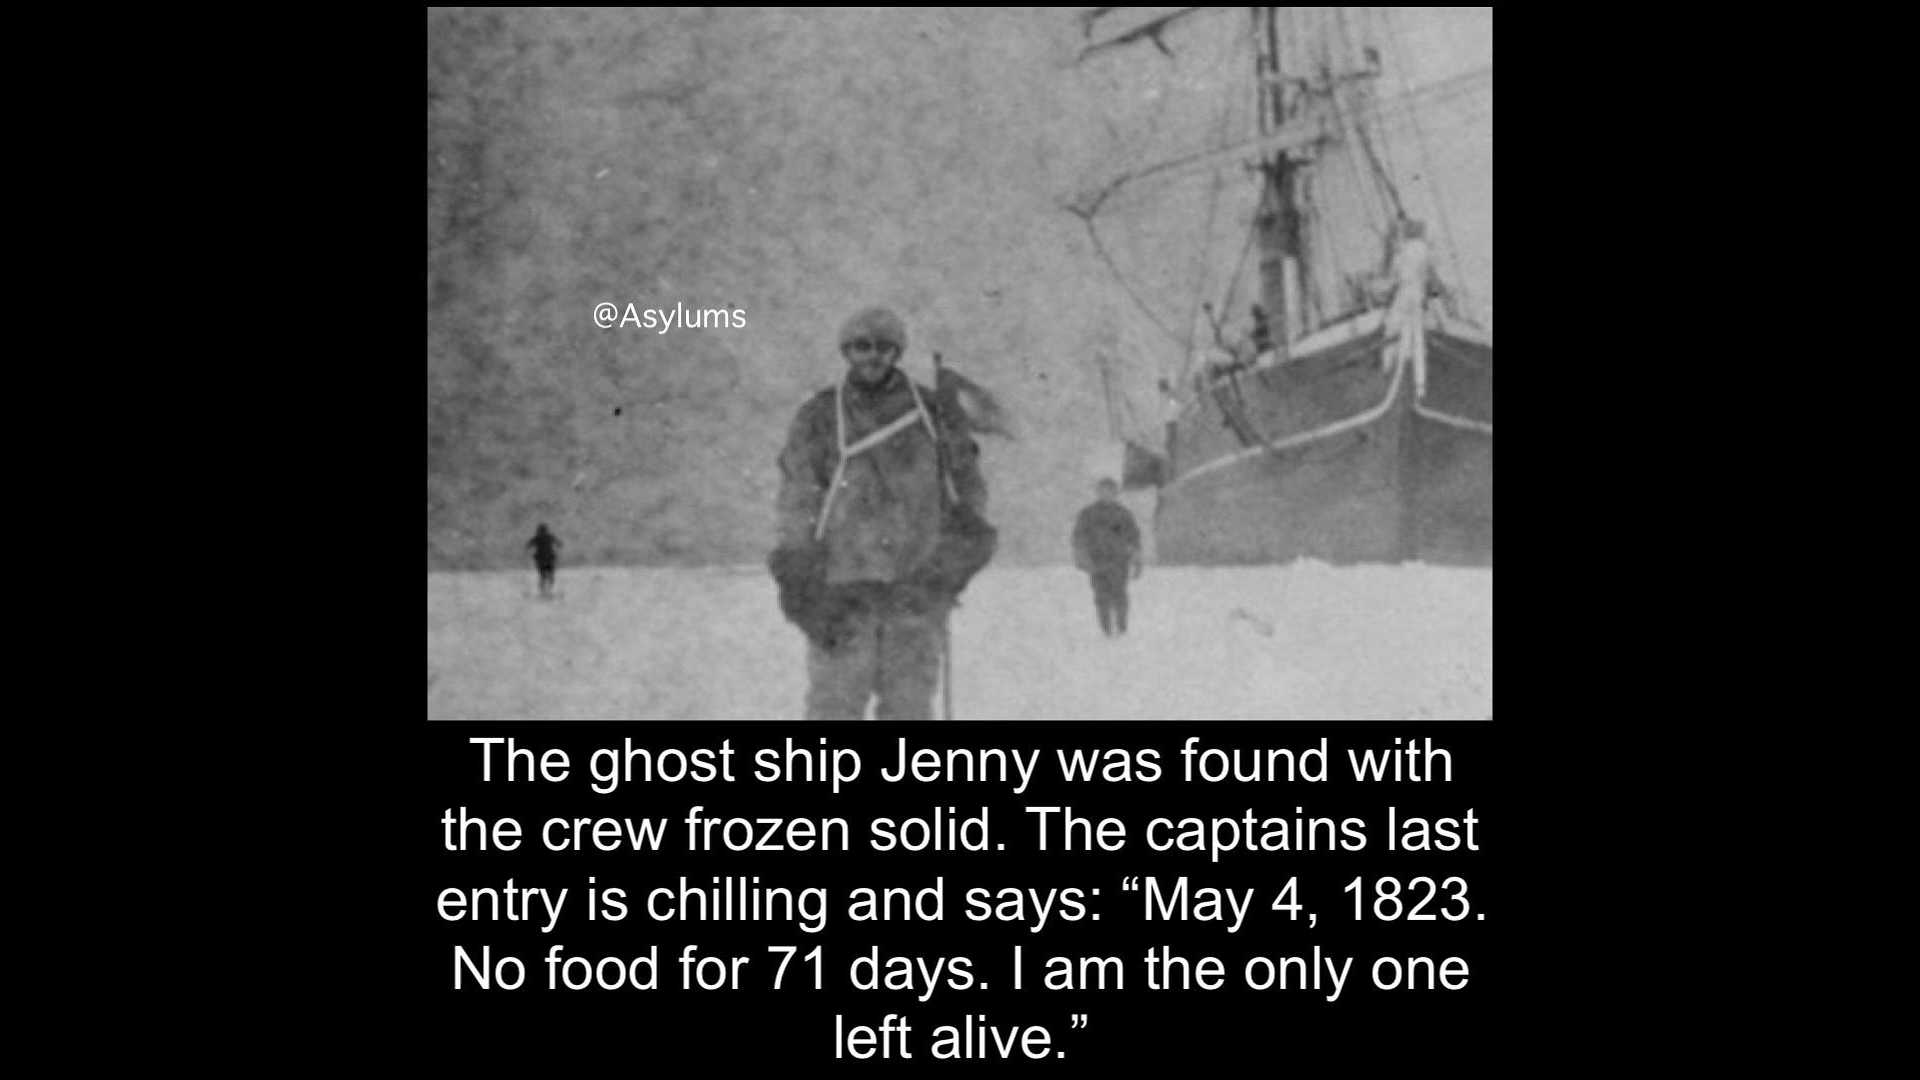 @Asylums
The ghost ship Jenny was found with
the crew frozen solid. The captains last
entry is chilling and says: “May 4, 1823.
No food for 71 days. I am the only one
left alive.”